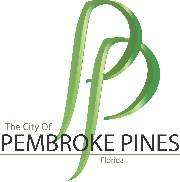 The City Of
PEMBROKE PINES
Florida